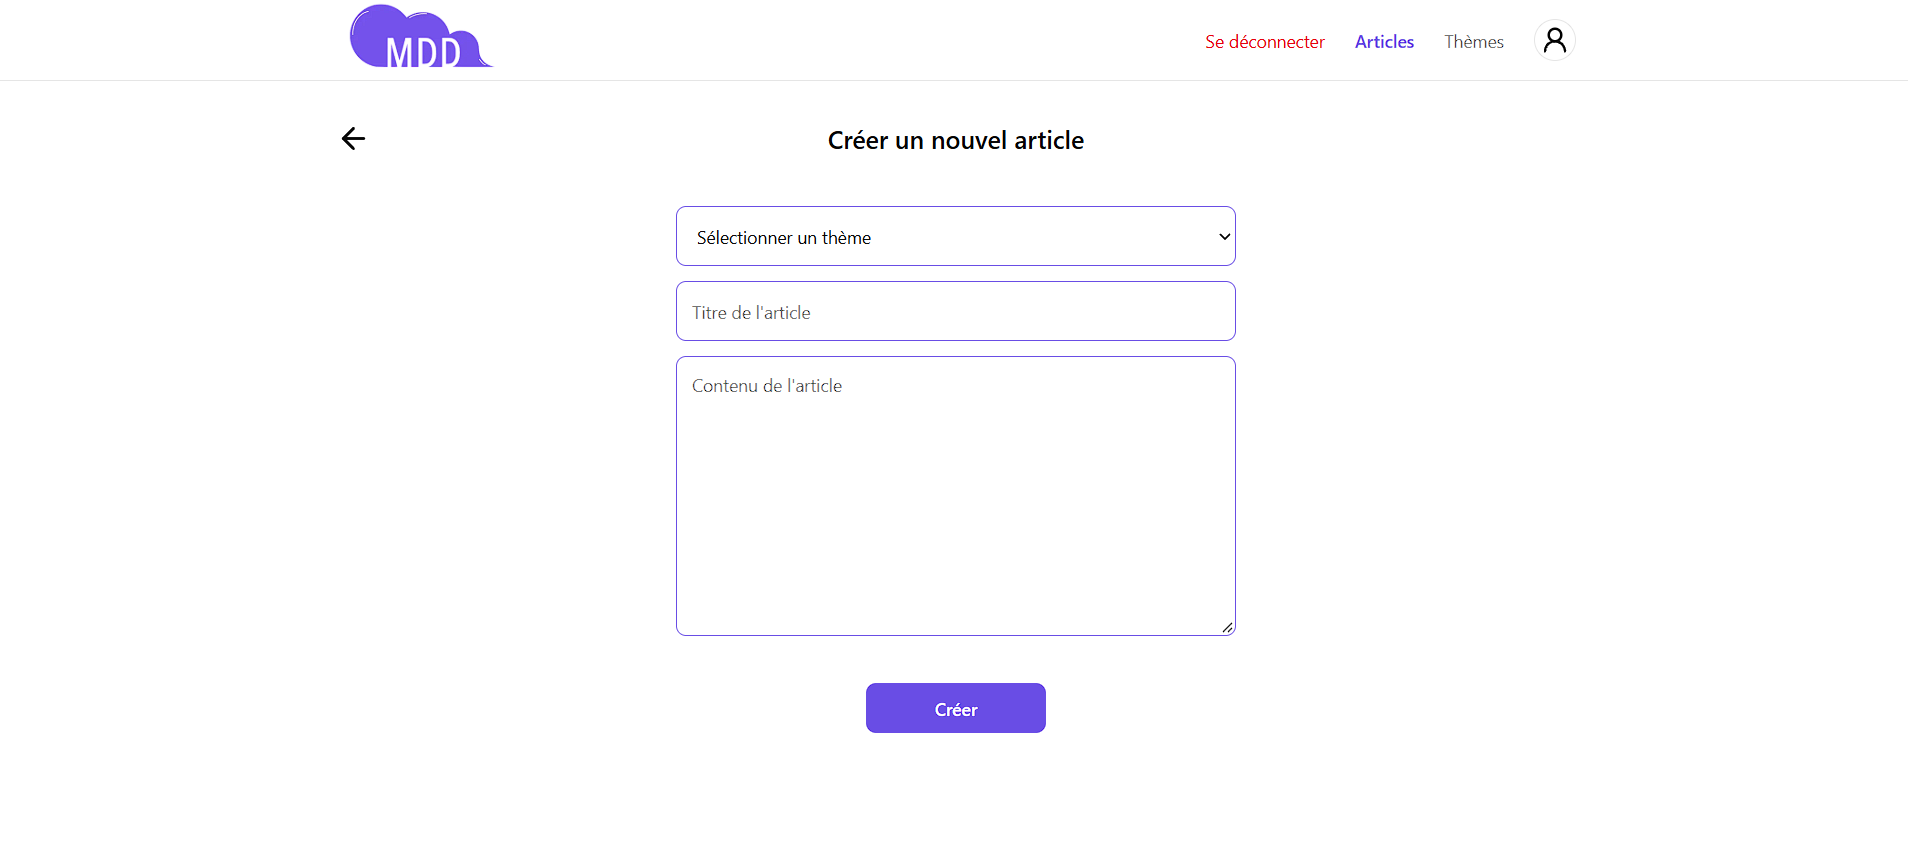 MDD
Se déconnecter Articles Thèmes
Créer un nouvel article
Sélectionner un thème
Titre de l'article
Contenu de l'article
Créer